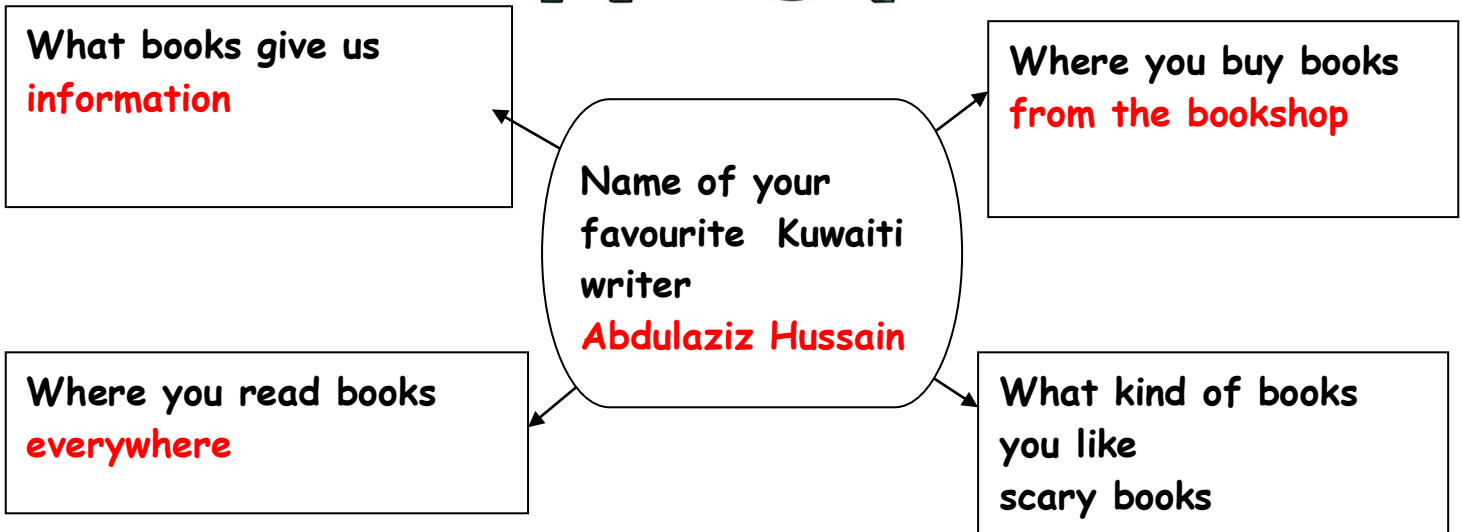 What books give us
information
Where you buy books
from the bookshop
Name of your
favourite Kuwaiti
writer
Abdulaziz Hussain
Where you read books
everywhere
What kind of books
you like
scary books